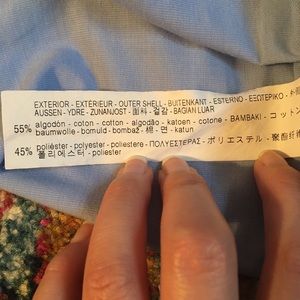 EXTERIOR - EXTÉRIEUR - OUTER SHELL - BUITENKANT - ESTERNO - ΕΞΩΤΕΡΙΚΟ -
AUSSEN - YDRE - ZUNANJOST - 面料 - 겉감 - BAGIAN LUAR
55% algodón - coton - cotton - algodão - katoen - cotone - ΒΑΜΒΑΚΙ - コットン
baumwolle - bomuld - bombaž - 棉 - 면 - katun
45% poliéster - polyester - poliestere - ΠΟΛΥΕΣΤΕΡΑΣ - ポリエステル - 聚酯纤
폴리에스터 - poliester